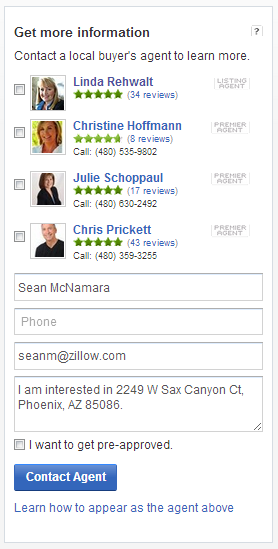 Get more information ?
Contact a local buyer's agent to learn more.
Linda Rehwalt LISTING AGENT
(34 reviews)
Christine Hoffmann PREMIER AGENT
(8 reviews)
Call: (480) 535-9802
Julie Schoppaul PREMIER AGENT
(17 reviews)
Call: (480) 630-2492
Chris Prickett PREMIER AGENT
(43 reviews)
Call: (480) 359-3255
Sean McNamara
Phone
seanm@zillow.com
I am interested in 2249 W Sax Canyon Ct,
Phoenix, AZ 85086.
I want to get pre-approved.
Contact Agent
Learn how to appear as the agent above